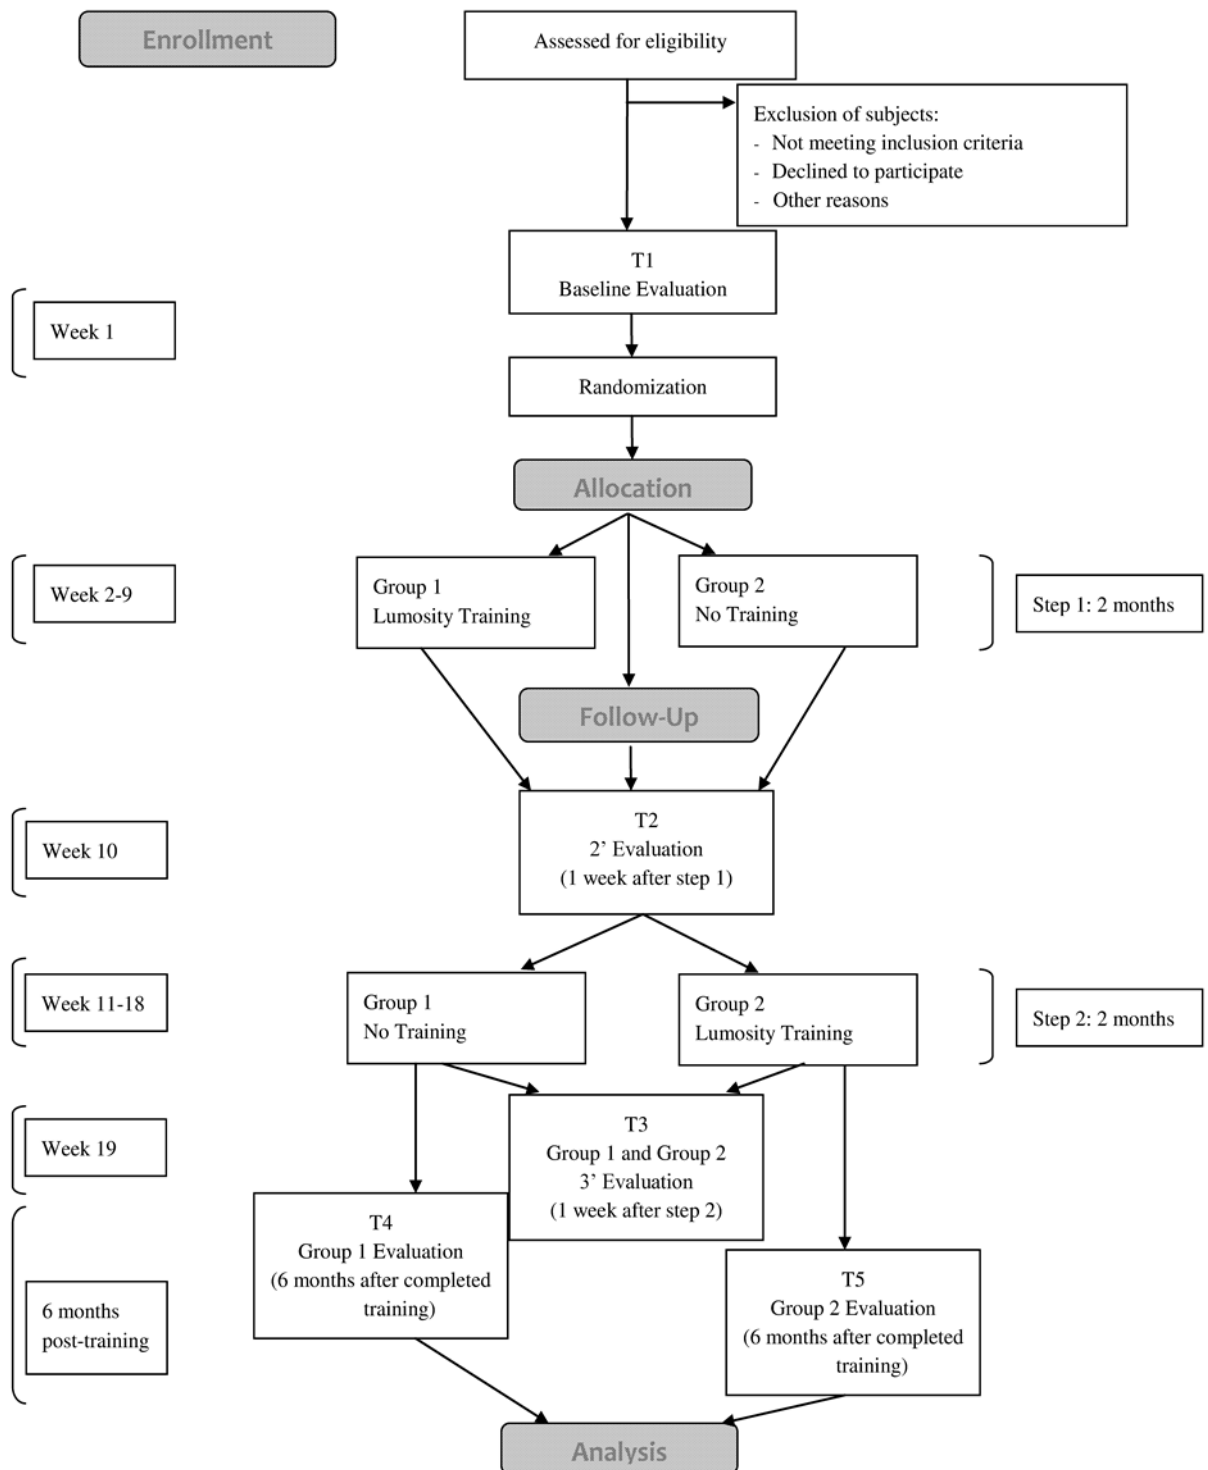 Enrollment
Assessed for eligibility
Exclusion of subjects:
- Not meeting inclusion criteria
- Declined to participate
- Other reasons
T1
Baseline Evaluation
Week 1
Randomization
Allocation
Week 2-9
Group 1
Lumosity Training
Group 2
No Training
Step 1: 2 months
Follow-Up
Week 10
T2
2’ Evaluation
(1 week after step 1)
Week 11-18
Group 1
No Training
Group 2
Lumosity Training
Step 2: 2 months
Week 19
T3
Group 1 and Group 2
3’ Evaluation
(1 week after step 2)
6 months
post-training
T4
Group 1 Evaluation
(6 months after completed
training)
T5
Group 2 Evaluation
(6 months after completed
training)
Analysis